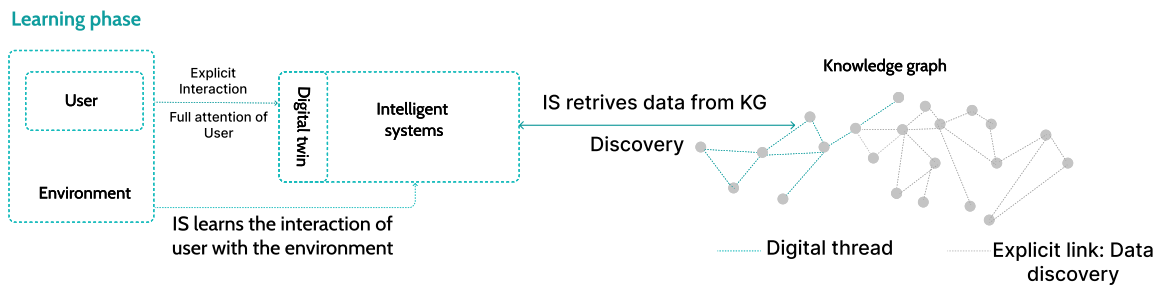 Learning phase
User
Environment
Explicit
Interaction
Full attention of
User
Digital twin
Intelligent
systems
IS learns the interaction of
user with the environment
IS retrives data from KG
Discovery
Knowledge graph
Digital thread
Explicit link: Data
discovery